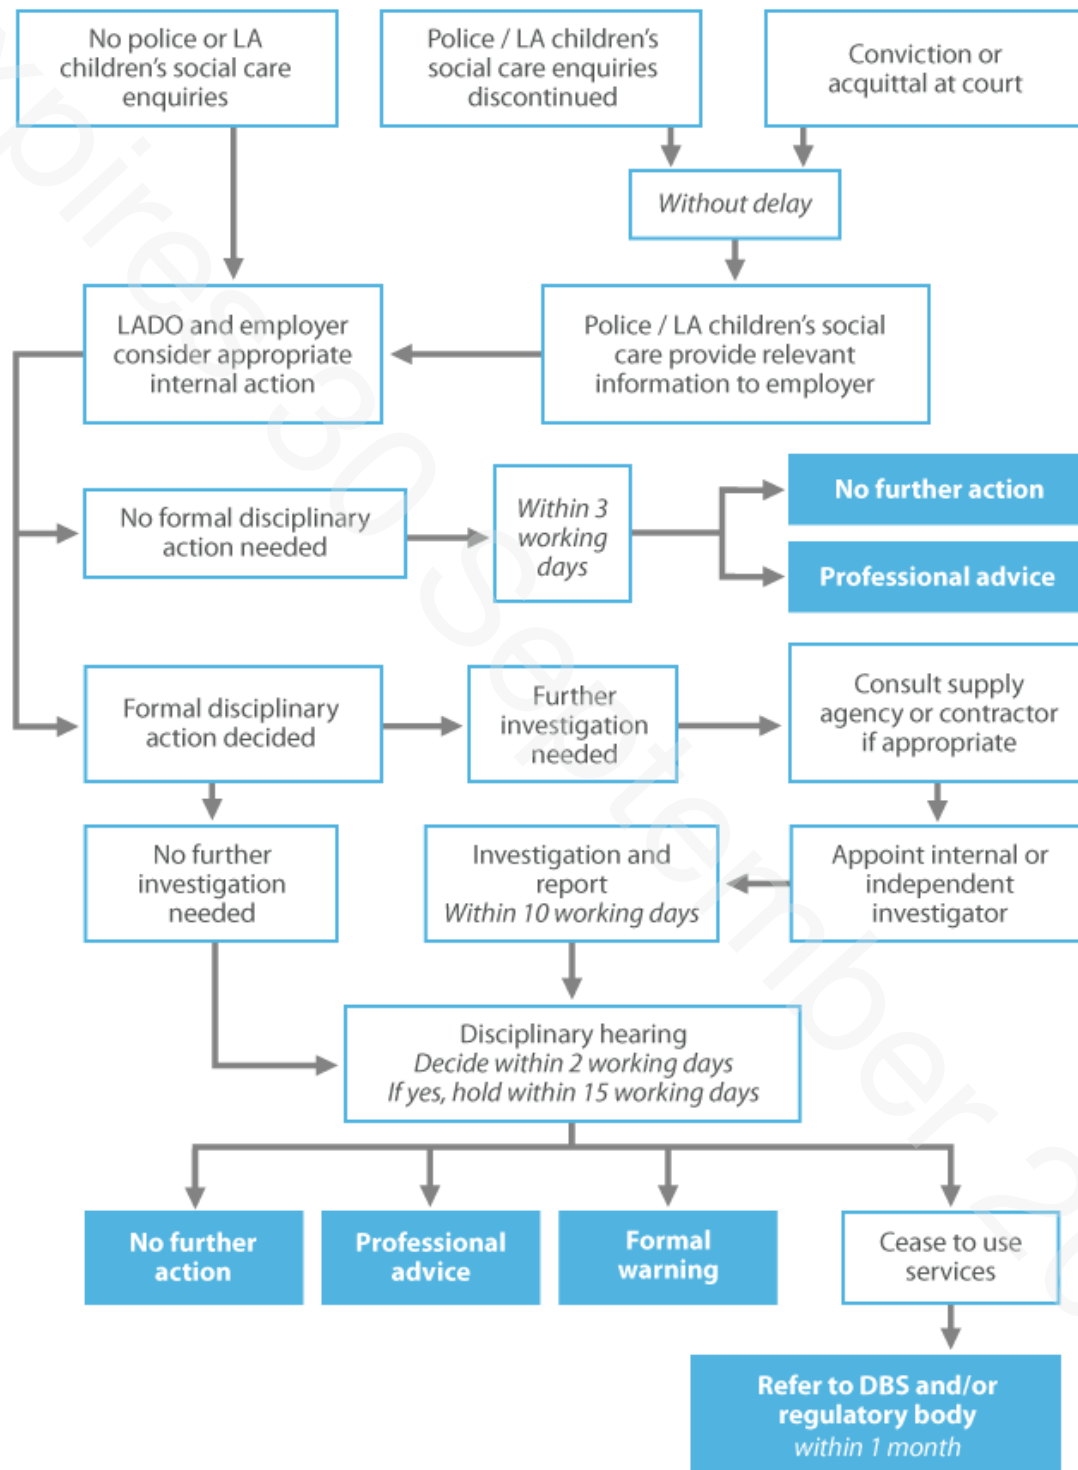 No police or LA
children's social care
enquiries
Police / LA children's
social care enquiries
discontinued
Conviction or
acquittal at court
Without delay
LADO and employer
consider appropriate
internal action
Police / LA children's social
care provide relevant
information to employer
No formal disciplinary
action needed
Within 3
working
days
No further action
Professional advice
Formal disciplinary
action decided
Further
investigation
needed
Consult supply
agency or contractor
if appropriate
No further
investigation
needed
Investigation and
report
Within 10 working days
Appoint internal or
independent
investigator
Disciplinary hearing
Decide within 2 working days
If yes, hold within 15 working days
No further
action
Professional
advice
Formal
warning
Cease to use
services
Refer to DBS and/or
regulatory body
within 1 month
xpires 30 September 20